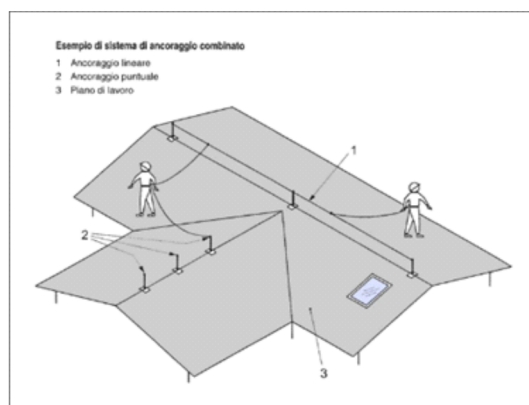 Esempio di sistema di ancoraggio combinato
1 Ancoraggio lineare
2 Ancoraggio puntuale
3 Piano di lavoro
1
2
3